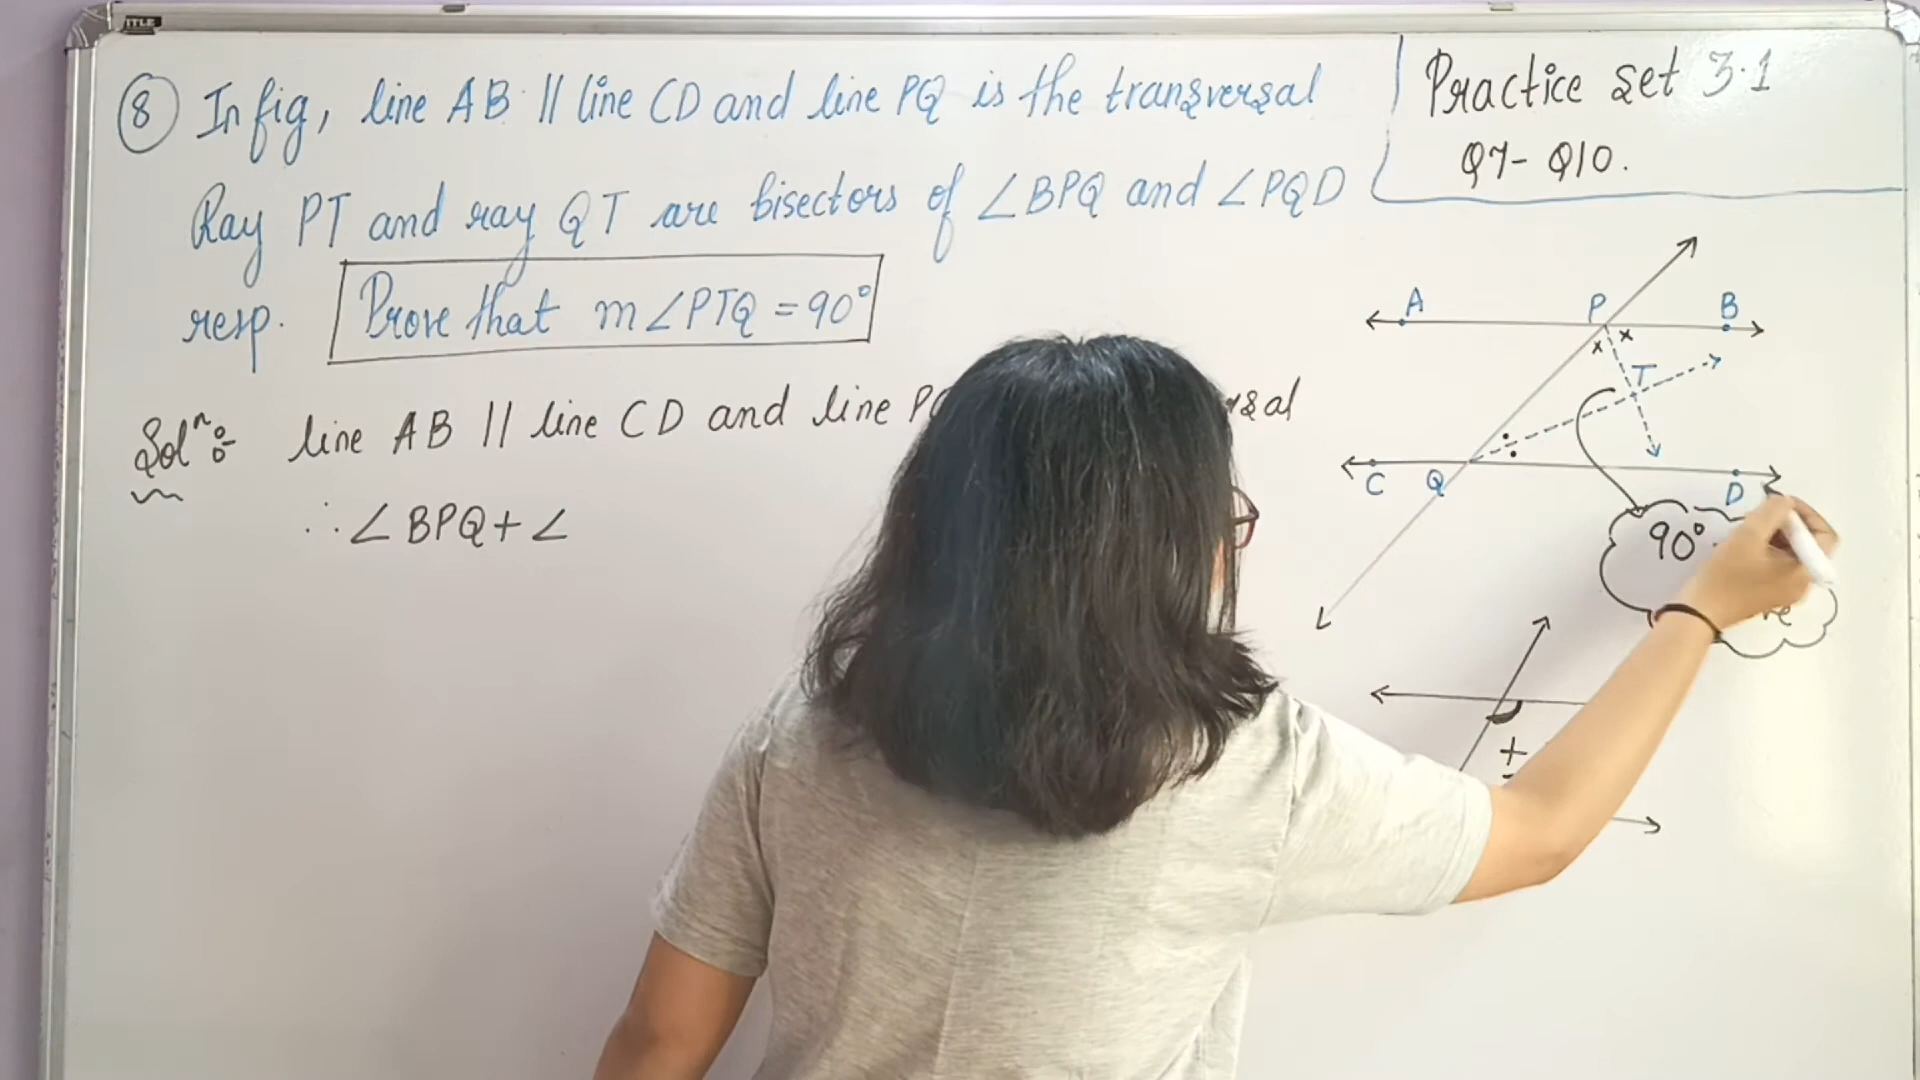 ITLE
8 In fig, line AB || line CD and line PQ is the transversal
Ray PT and ray QT are bisectors of ∠BPQ and ∠PQD
resp. Prove that m∠PTQ = 90°
Practice set 3.1
Q7- Q10.
Solⁿ:- line AB || line CD and line
∴ ∠BPQ + ∠
A P B
x x
T
C Q D
90°
+